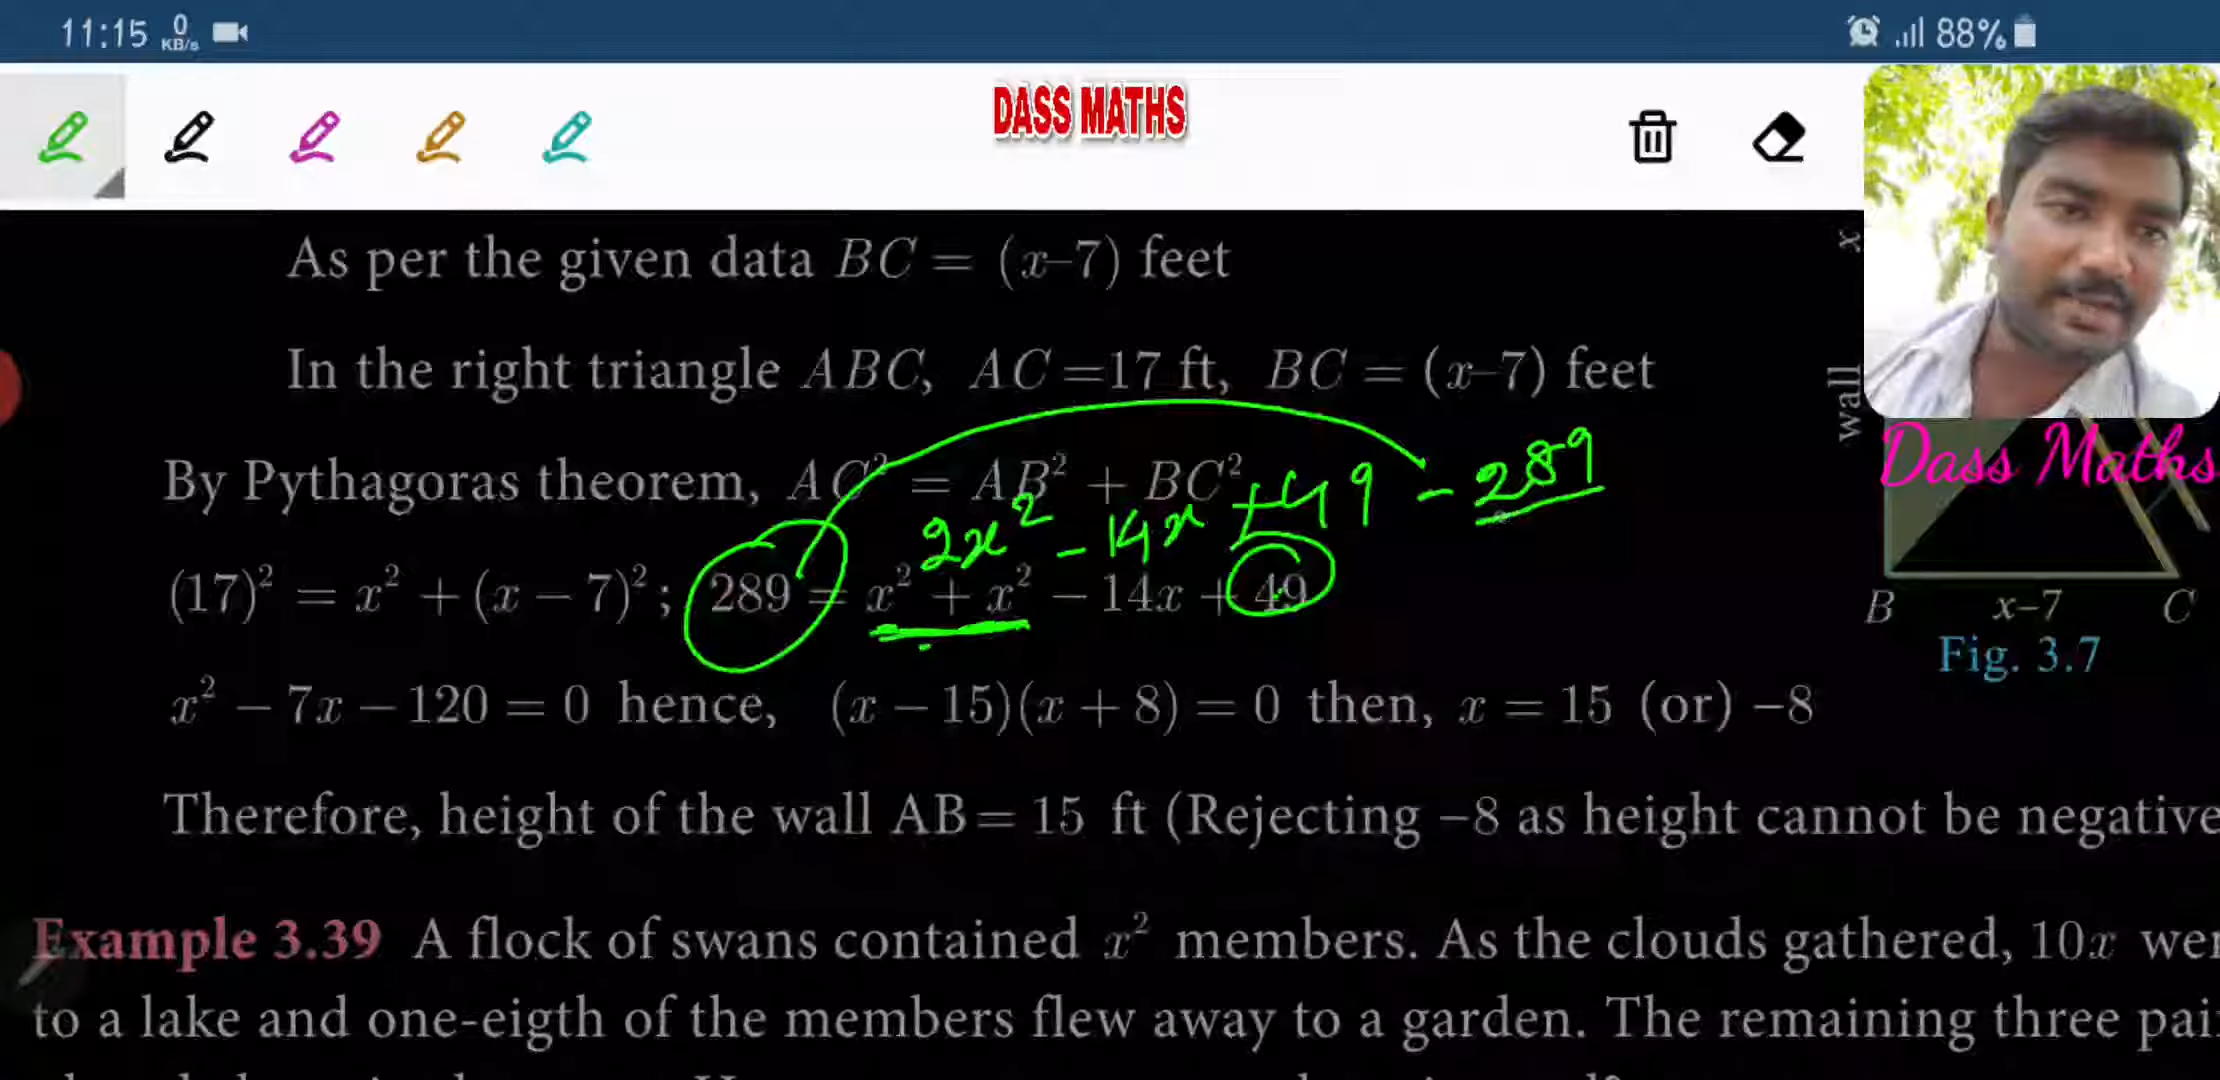 11:15 0 KB/s 88%
DASS MATHS
As per the given data BC = (x–7) feet
In the right triangle ABC, AC =17 ft, BC = (x–7) feet
By Pythagoras theorem, AC² = AB² + BC²
2x² - 14x + 49 - 289
(17)² = x² + (x − 7)²; 289 = x² + x² − 14x + 49
x² − 7x − 120 = 0 hence, (x − 15)(x + 8) = 0 then, x = 15 (or) −8
Therefore, height of the wall AB = 15 ft (Rejecting −8 as height cannot be negative
x
wall
Dass Maths
B x–7 C
Fig. 3.7
Example 3.39 A flock of swans contained x² members. As the clouds gathered, 10x
to a lake and one-eigth of the members flew away to a garden. The remaining three